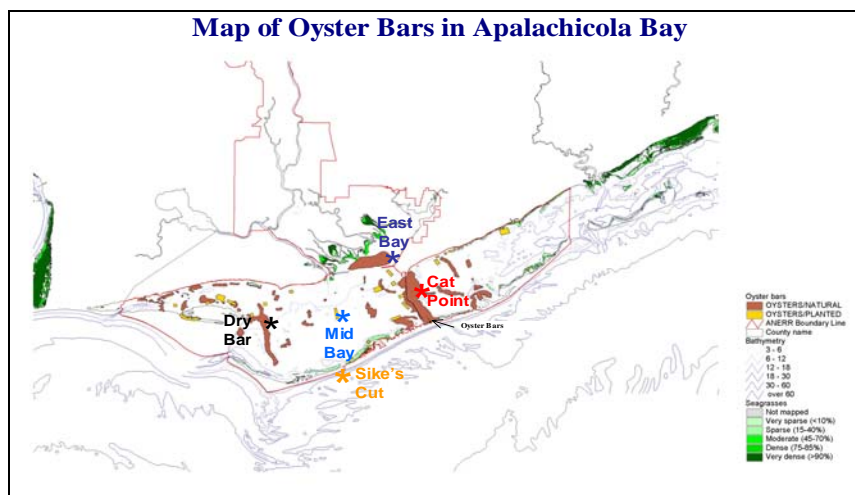 Map of Oyster Bars in Apalachicola Bay
East
Bay
Cat
Point
Oyster Bars
Dry
Bar
Mid
Bay
Sike's
Cut
Oyster bars
OYSTERS/NATURAL
OYSTERS/PLANTED
ANERR Boundary Line
County name
Bathymetry
3 - 6
6 - 12
12 - 18
18 - 30
30 - 60
over 60
Seagrasses
Not mapped
Very sparse (<10%)
Sparse (15-40%)
Moderate (45-70%)
Dense (75-85%)
Very dense (>90%)